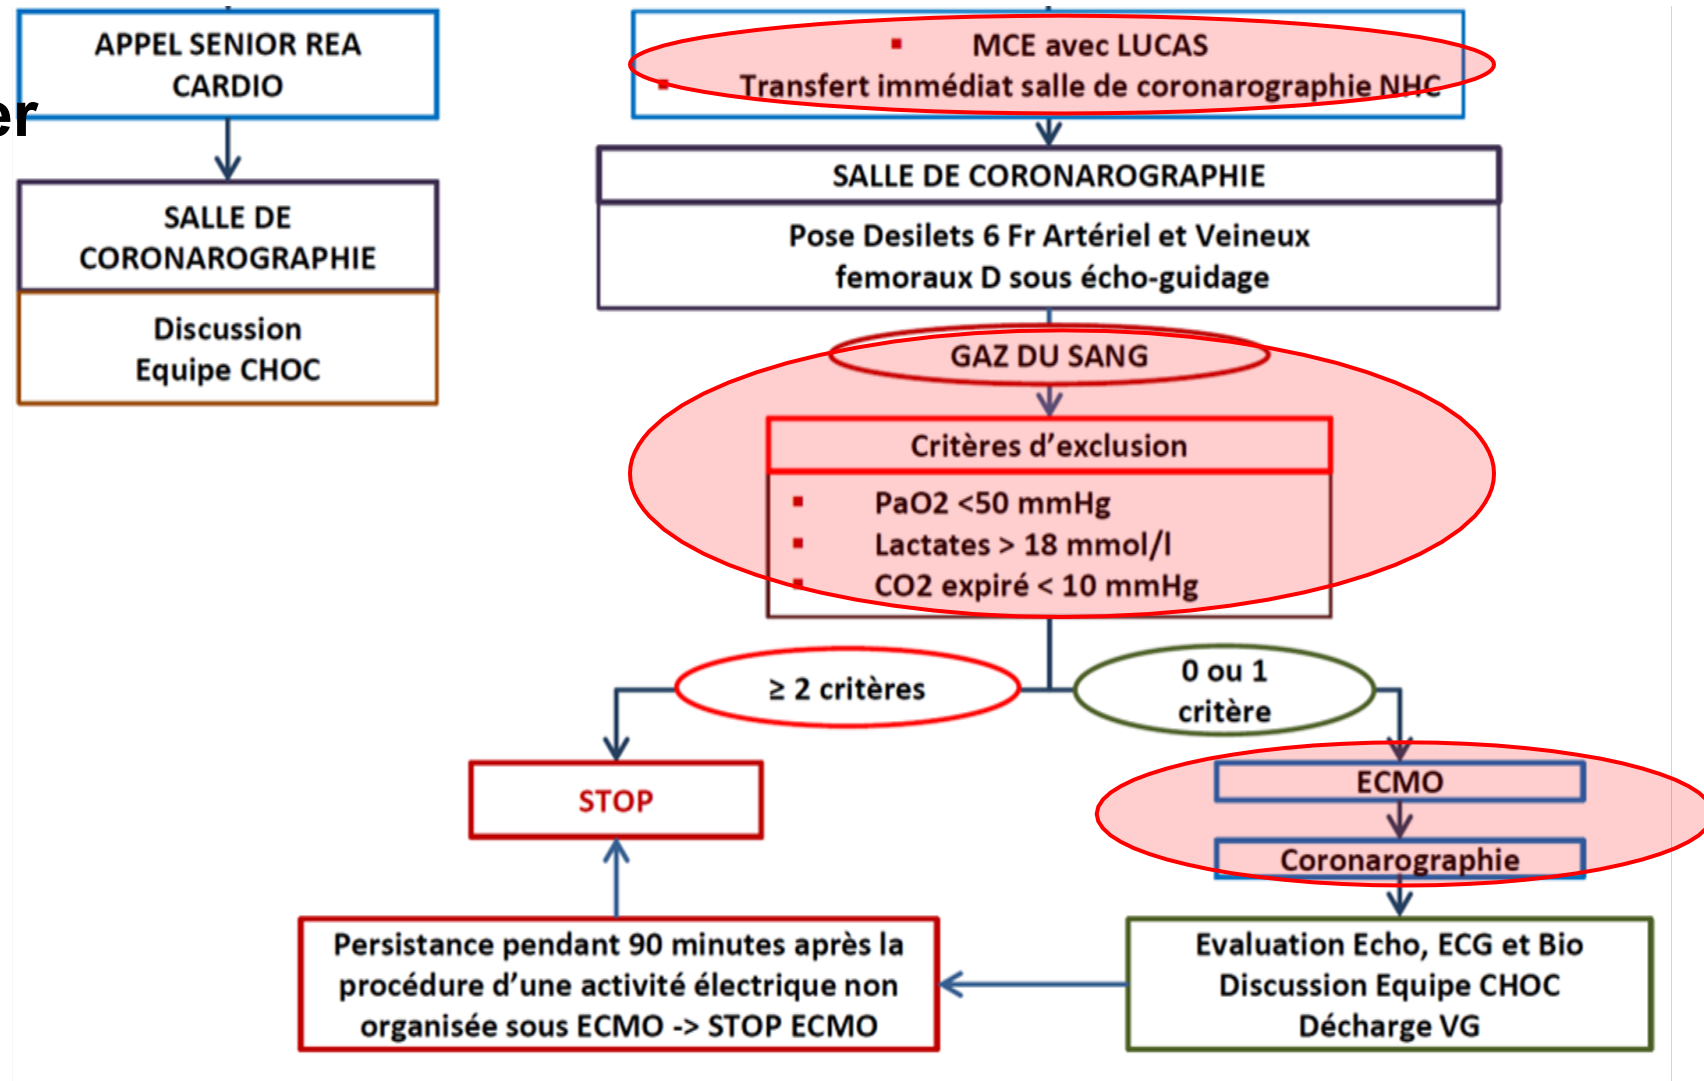 APPEL SENIOR REA
CARDIO
er
SALLE DE
CORONAROGRAPHIE
Discussion
Equipe CHOC
▪ MCE avec LUCAS
▪ Transfert immédiat salle de coronarographie NHC
SALLE DE CORONAROGRAPHIE
Pose Desilets 6 Fr Artériel et Veineux
femoraux D sous écho-guidage
GAZ DU SANG
Critères d’exclusion
▪ PaO2 <50 mmHg
▪ Lactates > 18 mmol/l
▪ CO2 expiré < 10 mmHg
≥ 2 critères
0 ou 1
critère
STOP
ECMO
Coronarographie
Persistance pendant 90 minutes après la
procédure d’une activité électrique non
organisée sous ECMO -> STOP ECMO
Evaluation Echo, ECG et Bio
Discussion Equipe CHOC
Décharge VG